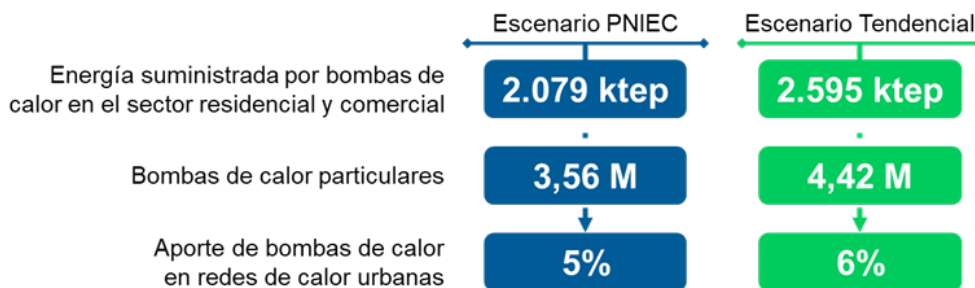 Escenario PNIEC
Escenario Tendencial
Energía suministrada por bombas de
calor en el sector residencial y comercial
2.079 ktep
2.595 ktep
Bombas de calor particulares
3,56 M
4,42 M
Aporte de bombas de calor
en redes de calor urbanas
5%
6%